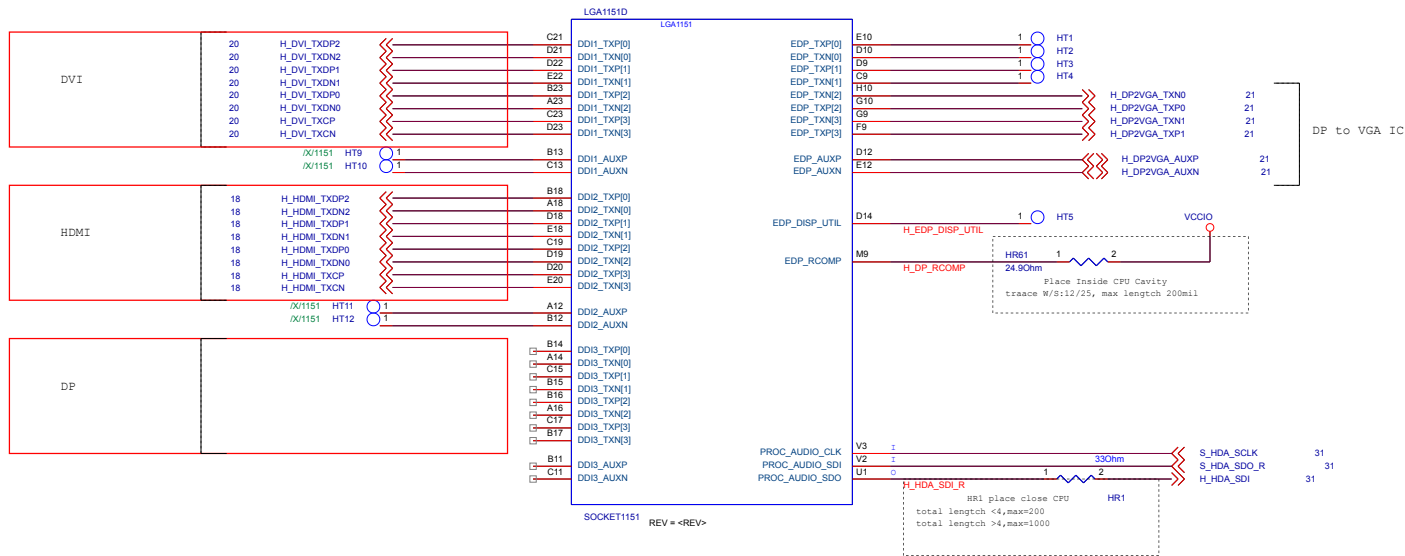 LGA1151D
LGA1151
DVI
20 H_DVI_TXDP2 C21 DDI1_TXP[0]
20 H_DVI_TXDN2 D21 DDI1_TXN[0]
20 H_DVI_TXDP1 D22 DDI1_TXP[1]
20 H_DVI_TXDN1 E22 DDI1_TXN[1]
20 H_DVI_TXDP0 B23 DDI1_TXP[2]
20 H_DVI_TXDN0 A23 DDI1_TXN[2]
20 H_DVI_TXCP C23 DDI1_TXP[3]
20 H_DVI_TXCN D23 DDI1_TXN[3]
/X/1151 HT9 1 B13 DDI1_AUXP
/X/1151 HT10 1 C13 DDI1_AUXN
HDMI
18 H_HDMI_TXDP2 B18 DDI2_TXP[0]
18 H_HDMI_TXDN2 A18 DDI2_TXN[0]
18 H_HDMI_TXDP1 D18 DDI2_TXP[1]
18 H_HDMI_TXDN1 E18 DDI2_TXN[1]
18 H_HDMI_TXDP0 C19 DDI2_TXP[2]
18 H_HDMI_TXDN0 D19 DDI2_TXN[2]
18 H_HDMI_TXCP D20 DDI2_TXP[3]
18 H_HDMI_TXCN E20 DDI2_TXN[3]
/X/1151 HT11 1 A12 DDI2_AUXP
/X/1151 HT12 1 B12 DDI2_AUXN
DP
B14 DDI3_TXP[0]
A14 DDI3_TXN[0]
C15 DDI3_TXP[1]
B15 DDI3_TXN[1]
B16 DDI3_TXP[2]
A16 DDI3_TXN[2]
C17 DDI3_TXP[3]
B17 DDI3_TXN[3]
B11 DDI3_AUXP
C11 DDI3_AUXN
EDP_TXP[0] E10 1 HT1
EDP_TXN[0] D10 1 HT2
EDP_TXP[1] D9 1 HT3
EDP_TXN[1] C9 1 HT4
EDP_TXN[2] H10 H_DP2VGA_TXN0 21
EDP_TXP[2] G10 H_DP2VGA_TXP0 21
EDP_TXN[3] G9 H_DP2VGA_TXN1 21
EDP_TXP[3] F9 H_DP2VGA_TXP1 21
DP to VGA IC
EDP_AUXP D12 H_DP2VGA_AUXP 21
EDP_AUXN E12 H_DP2VGA_AUXN 21
EDP_DISP_UTIL D14 H_EDP_DISP_UTIL 1 HT5
VCCIO
EDP_RCOMP M9 H_DP_RCOMP HR61 1 2
24.9Ohm
Place Inside CPU Cavity
traace W/S:12/25, max lengtch 200mil
PROC_AUDIO_CLK V3 I S_HDA_SCLK 31
PROC_AUDIO_SDI V2 I 33Ohm S_HDA_SDO_R 31
PROC_AUDIO_SDO U1 O H_HDA_SDI_R 1 2 H_HDA_SDI 31
HR1 place close CPU HR1
total lengtch <4,max=200
total lengtch >4,max=1000
SOCKET1151 REV = <REV>